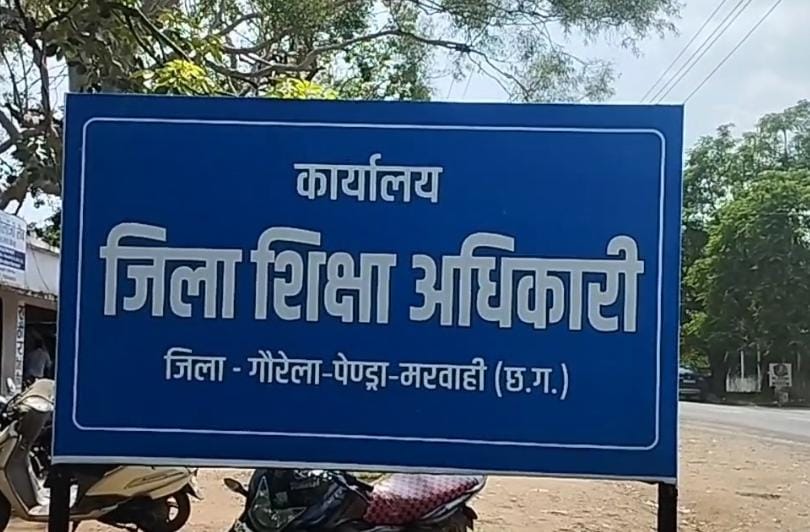 कार्यालय
जिला शिक्षा अधिकारी
जिला - गौरेला-पेण्ड्रा-मरवाही (छ.ग.)